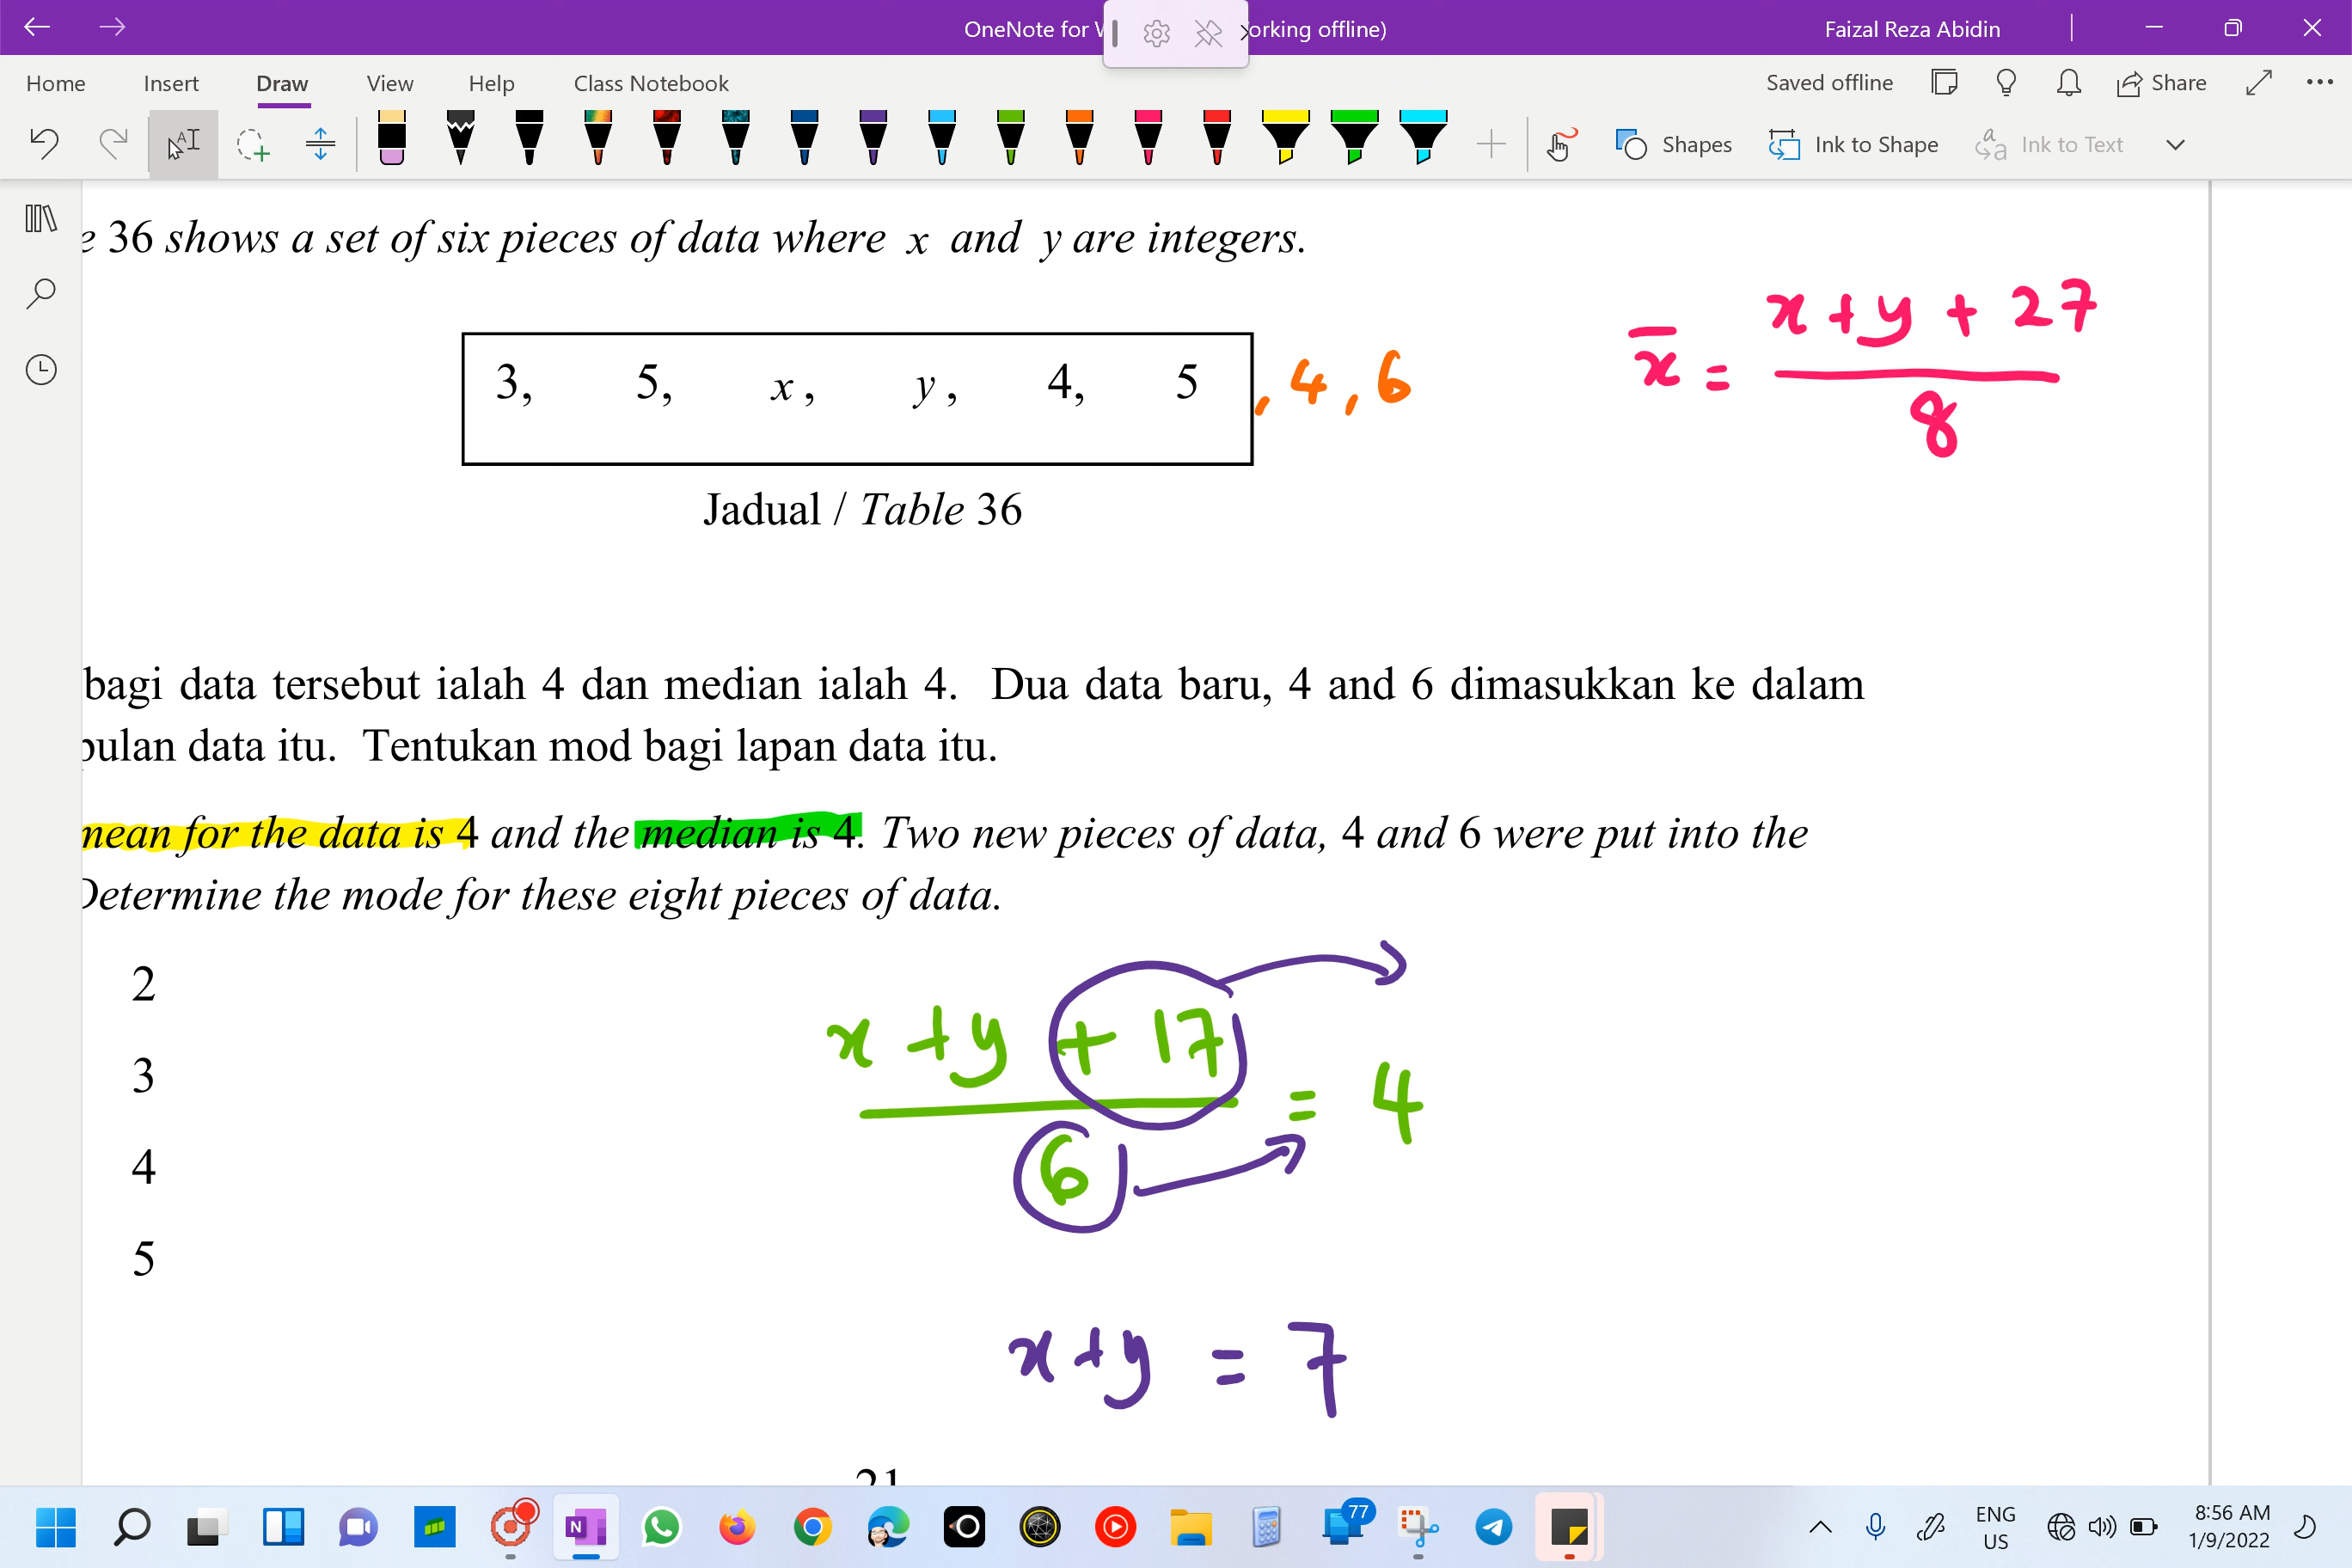 OneNote for W orking offline)
Faizal Reza Abidin
Home Insert Draw View Help Class Notebook
Saved offline Share
Shapes Ink to Shape Ink to Text
e 36 shows a set of six pieces of data where x and y are integers.
3, 5, x, y, 4, 5 , 4, 6
x̄ = x + y + 27
8
Jadual / Table 36
bagi data tersebut ialah 4 dan median ialah 4. Dua data baru, 4 and 6 dimasukkan ke dalam
pulan data itu. Tentukan mod bagi lapan data itu.
mean for the data is 4 and the median is 4. Two new pieces of data, 4 and 6 were put into the
Determine the mode for these eight pieces of data.
2
3
4
5
x + y + 17
6
= 4
x + y = 7
21
77
ENG
US
8:56 AM
1/9/2022